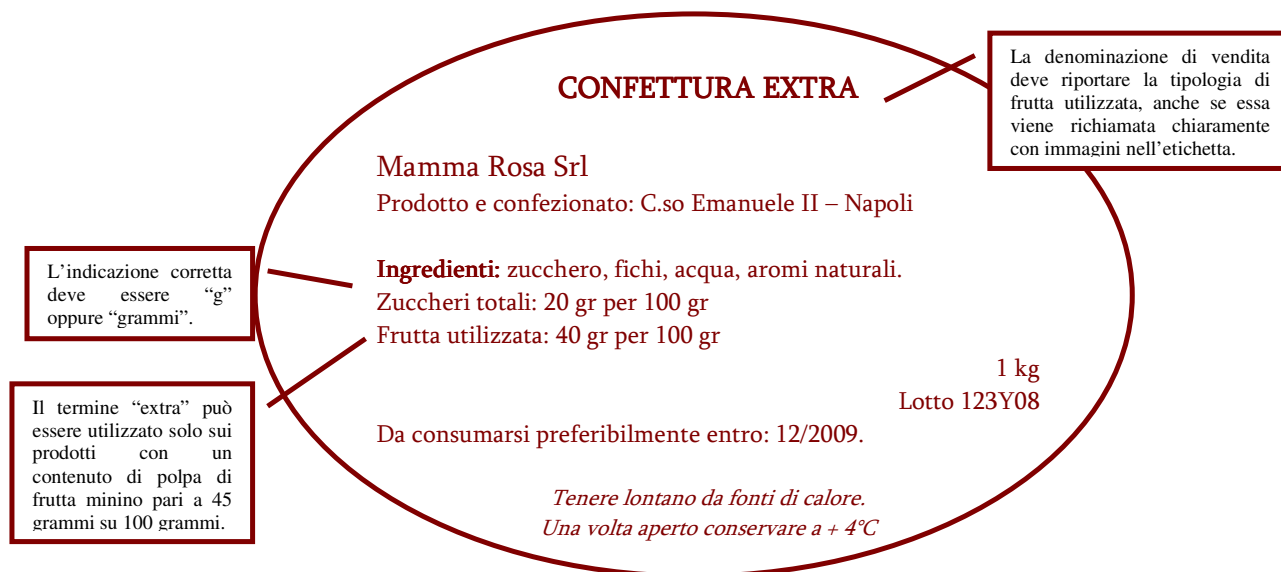 CONFETTURA EXTRA
La denominazione di vendita
deve riportare la tipologia di
frutta utilizzata, anche se essa
viene richiamata chiaramente
con immagini nell'etichetta.
Mamma Rosa Srl
Prodotto e confezionato: C.so Emanuele II – Napoli
L'indicazione corretta
deve essere “g”
oppure “grammi”.
Ingredienti: zucchero, fichi, acqua, aromi naturali.
Zuccheri totali: 20 gr per 100 gr
Frutta utilizzata: 40 gr per 100 gr
1 kg
Lotto 123Y08
Il termine “extra” può
essere utilizzato solo sui
prodotti con un
contenuto di polpa di
frutta minino pari a 45
grammi su 100 grammi.
Da consumarsi preferibilmente entro: 12/2009.
Tenere lontano da fonti di calore.
Una volta aperto conservare a + 4°C